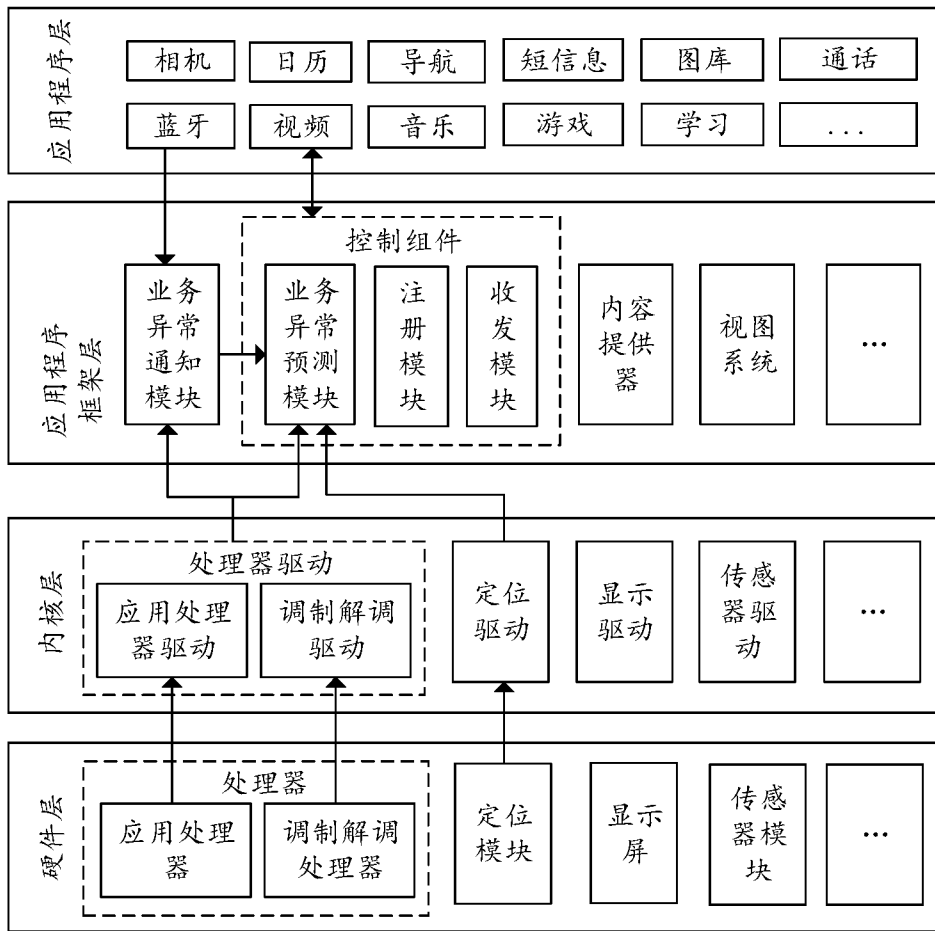 应用程序层
相机
日历
导航
短信息
图库
通话
蓝牙
视频
音乐
游戏
学习
...
应用程序
框架层
控制组件
业务
异常
通知
模块
业务
异常
预测
模块
注
册
模
块
收
发
模
块
内容
提供
器
视图
系统
...
内核层
处理器驱动
应用处理
器驱动
调制解调
驱动
定位
驱动
显示
驱动
传感
器驱
动
...
硬件层
处理器
应用处理
器
调制解调
处理器
定位
模块
显示
屏
传感
器模
块
...